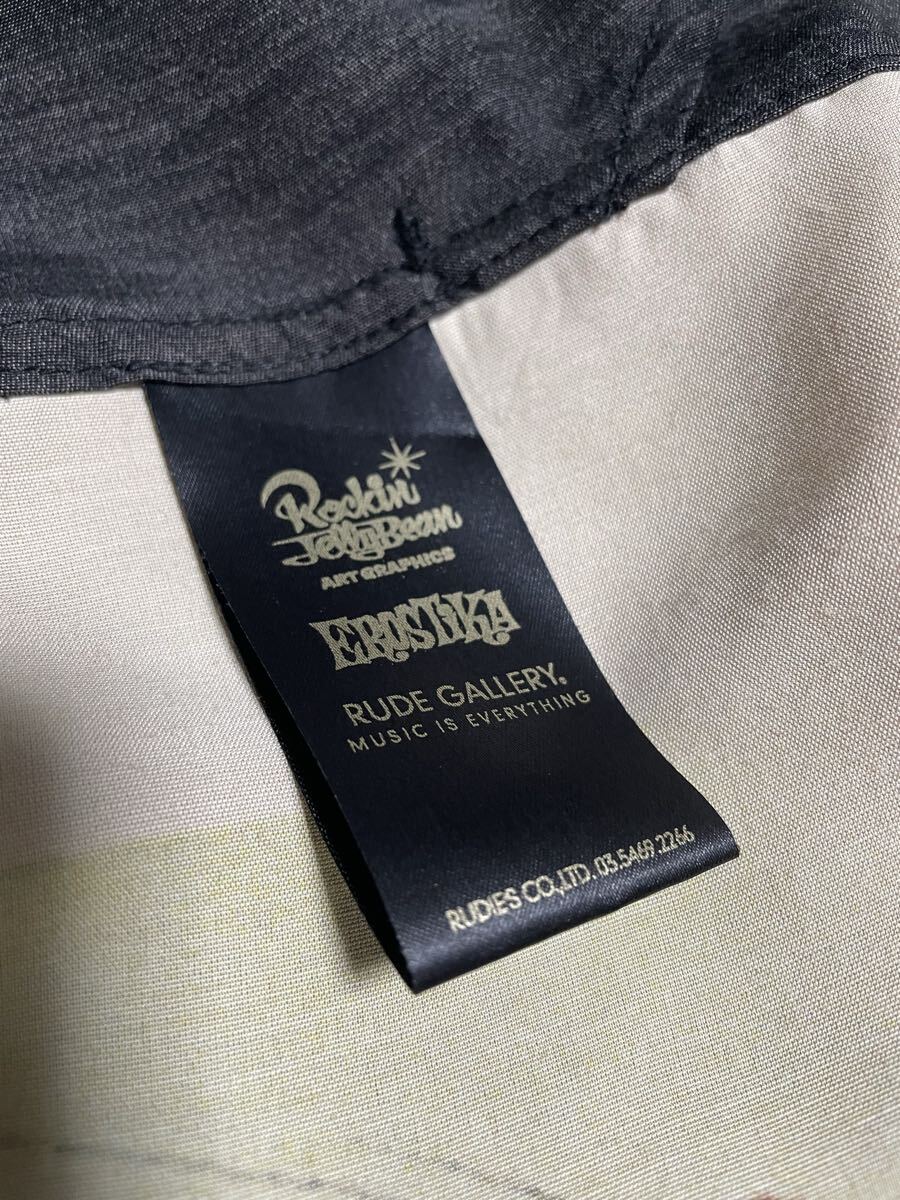 Rockin
JellyBean
ART GRAPHICS
EROSTIKA
RUDE GALLERY.
MUSIC IS EVERYTHING
RUDIES CO.,LTD. 03.5469.2266